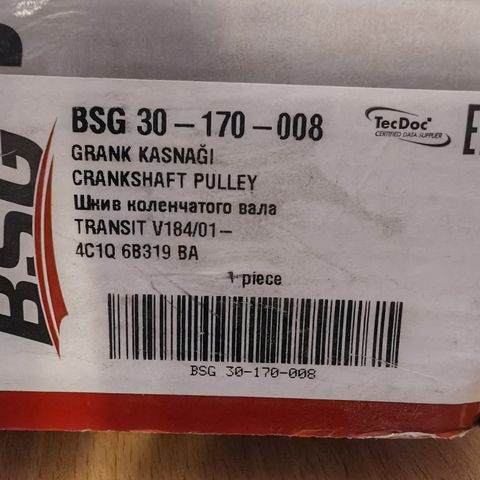 BSG
BSG 30-170-008
TecDoc
CERTIFIED DATA SUPPLIER
GRANK KASNAĞI
CRANKSHAFT PULLEY
Шкив коленчатого вала
TRANSIT V184/01-
4C1Q 6B319 BA
1 piece
BSG 30-170-008